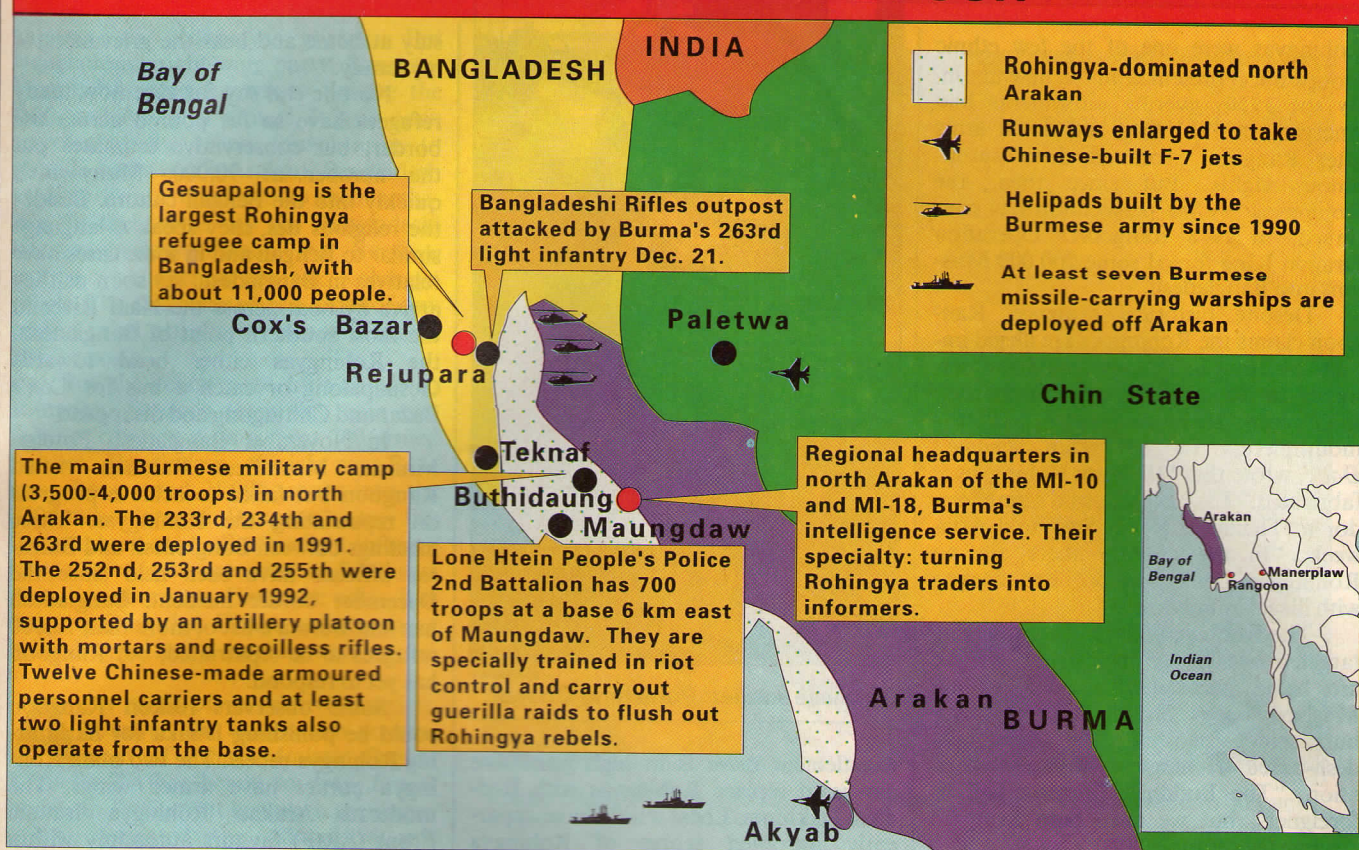 Bay of
Bengal
BANGLADESH
INDIA
Rohingya-dominated north
Arakan
Runways enlarged to take
Chinese-built F-7 jets
Helipads built by the
Burmese army since 1990
At least seven Burmese
missile-carrying warships are
deployed off Arakan
Gesuapalong is the
largest Rohingya
refugee camp in
Bangladesh, with
about 11,000 people.
Bangladeshi Rifles outpost
attacked by Burma's 263rd
light infantry Dec. 21.
Cox's Bazar
Rejupara
Paletwa
Chin State
Teknaf
Buthidaung
Maungdaw
The main Burmese military camp
(3,500-4,000 troops) in north
Arakan. The 233rd, 234th and
263rd were deployed in 1991.
The 252nd, 253rd and 255th were
deployed in January 1992,
supported by an artillery platoon
with mortars and recoilless rifles.
Twelve Chinese-made armoured
personnel carriers and at least
two light infantry tanks also
operate from the base.
Lone Htein People's Police
2nd Battalion has 700
troops at a base 6 km east
of Maungdaw. They are
specially trained in riot
control and carry out
guerilla raids to flush out
Rohingya rebels.
Regional headquarters in
north Arakan of the MI-10
and MI-18, Burma's
intelligence service. Their
specialty: turning
Rohingya traders into
informers.
Arakan
BURMA
Akyab
Arakan
Bay of
Bengal
Rangoon
Manerplaw
Indian
Ocean